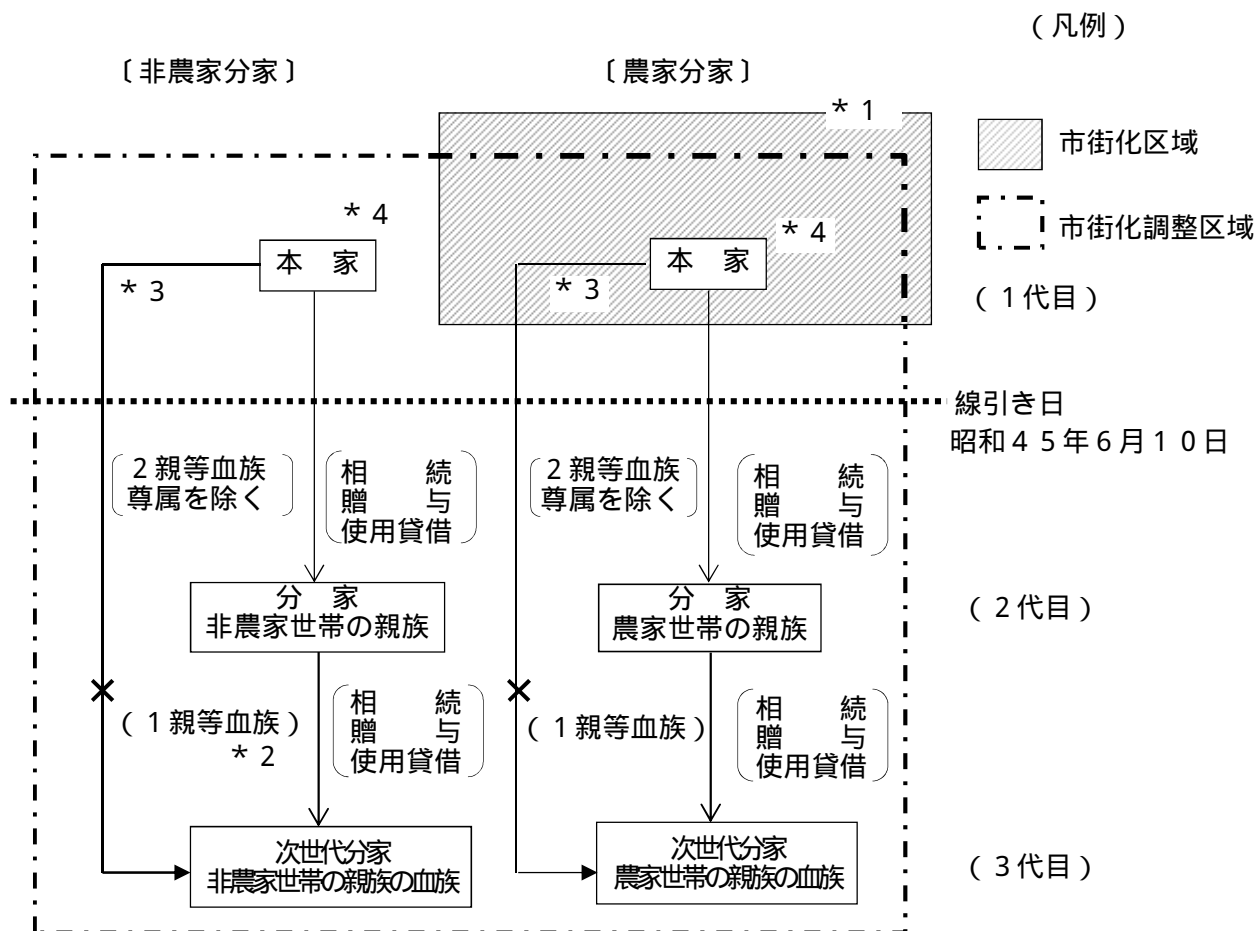 （凡例）
〔非農家分家〕
〔農家分家〕
＊１
市街化区域
市街化調整区域
＊４
本　家
＊３
＊４
本　家
＊３
（１代目）
線引き日
昭和４５年６月１０日
２親等血族
尊属を除く
相　　続
贈　　与
使用貸借
２親等血族
尊属を除く
相　　続
贈　　与
使用貸借
分　家
非農家世帯の親族
分　家
農家世帯の親族
（２代目）
（１親等血族）
＊２
相　　続
贈　　与
使用貸借
（１親等血族）
相　　続
贈　　与
使用貸借
次世代分家
非農家世帯の親族の血族
次世代分家
農家世帯の親族の血族
（３代目）